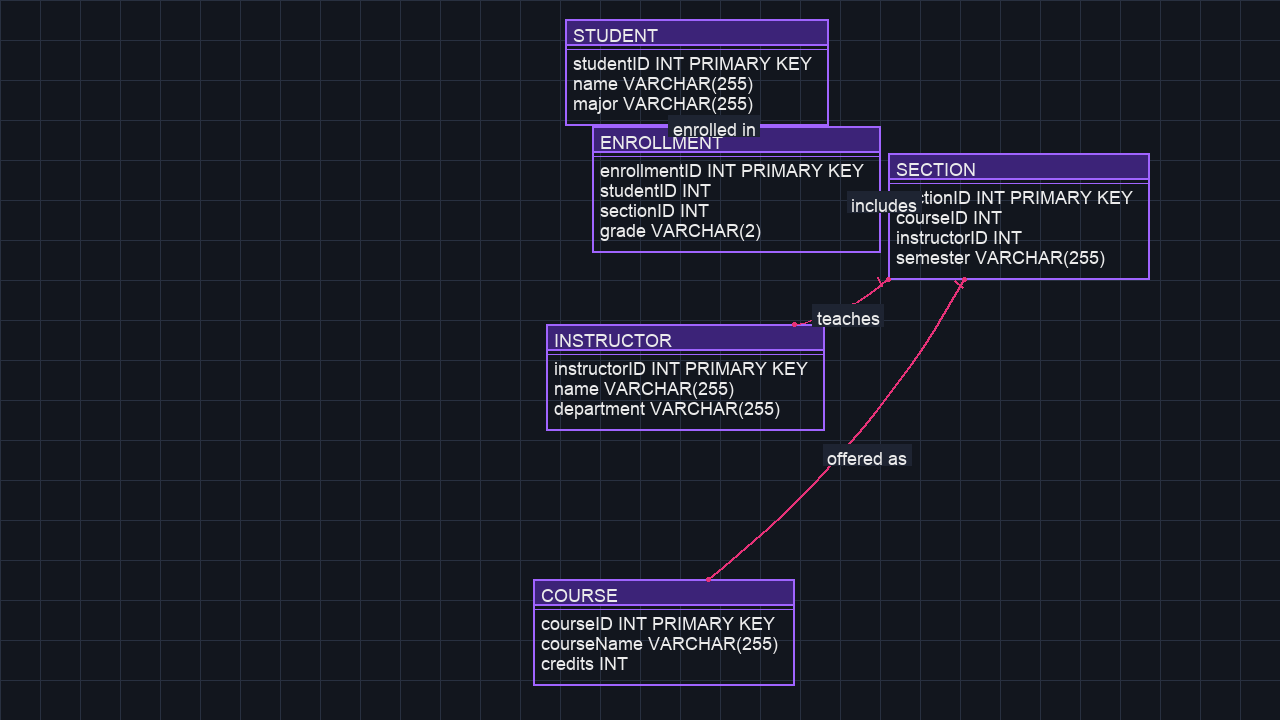 STUDENT
studentID INT PRIMARY KEY
name VARCHAR(255)
major VARCHAR(255)
enrolled in
ENROLLMENT
enrollmentID INT PRIMARY KEY
studentID INT
sectionID INT
grade VARCHAR(2)
includes
SECTION
INT PRIMARY KEY
courseID INT
instructorID INT
semester VARCHAR(255)
teaches
INSTRUCTOR
instructorID INT PRIMARY KEY
name VARCHAR(255)
department VARCHAR(255)
offered as
COURSE
courseID INT PRIMARY KEY
courseName VARCHAR(255)
credits INT